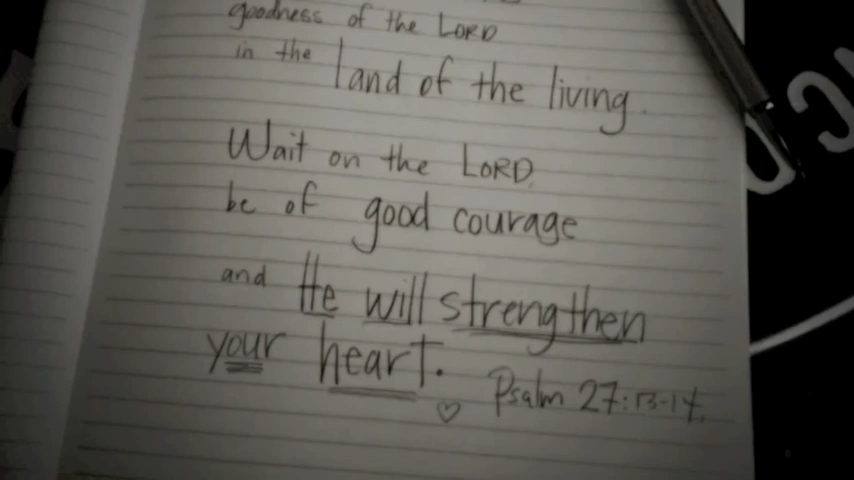 goodness of the LORD
in the land of the living.
Wait on the LORD,
be of good courage
and He will strengthen
your heart.
Psalm 27:13-14.